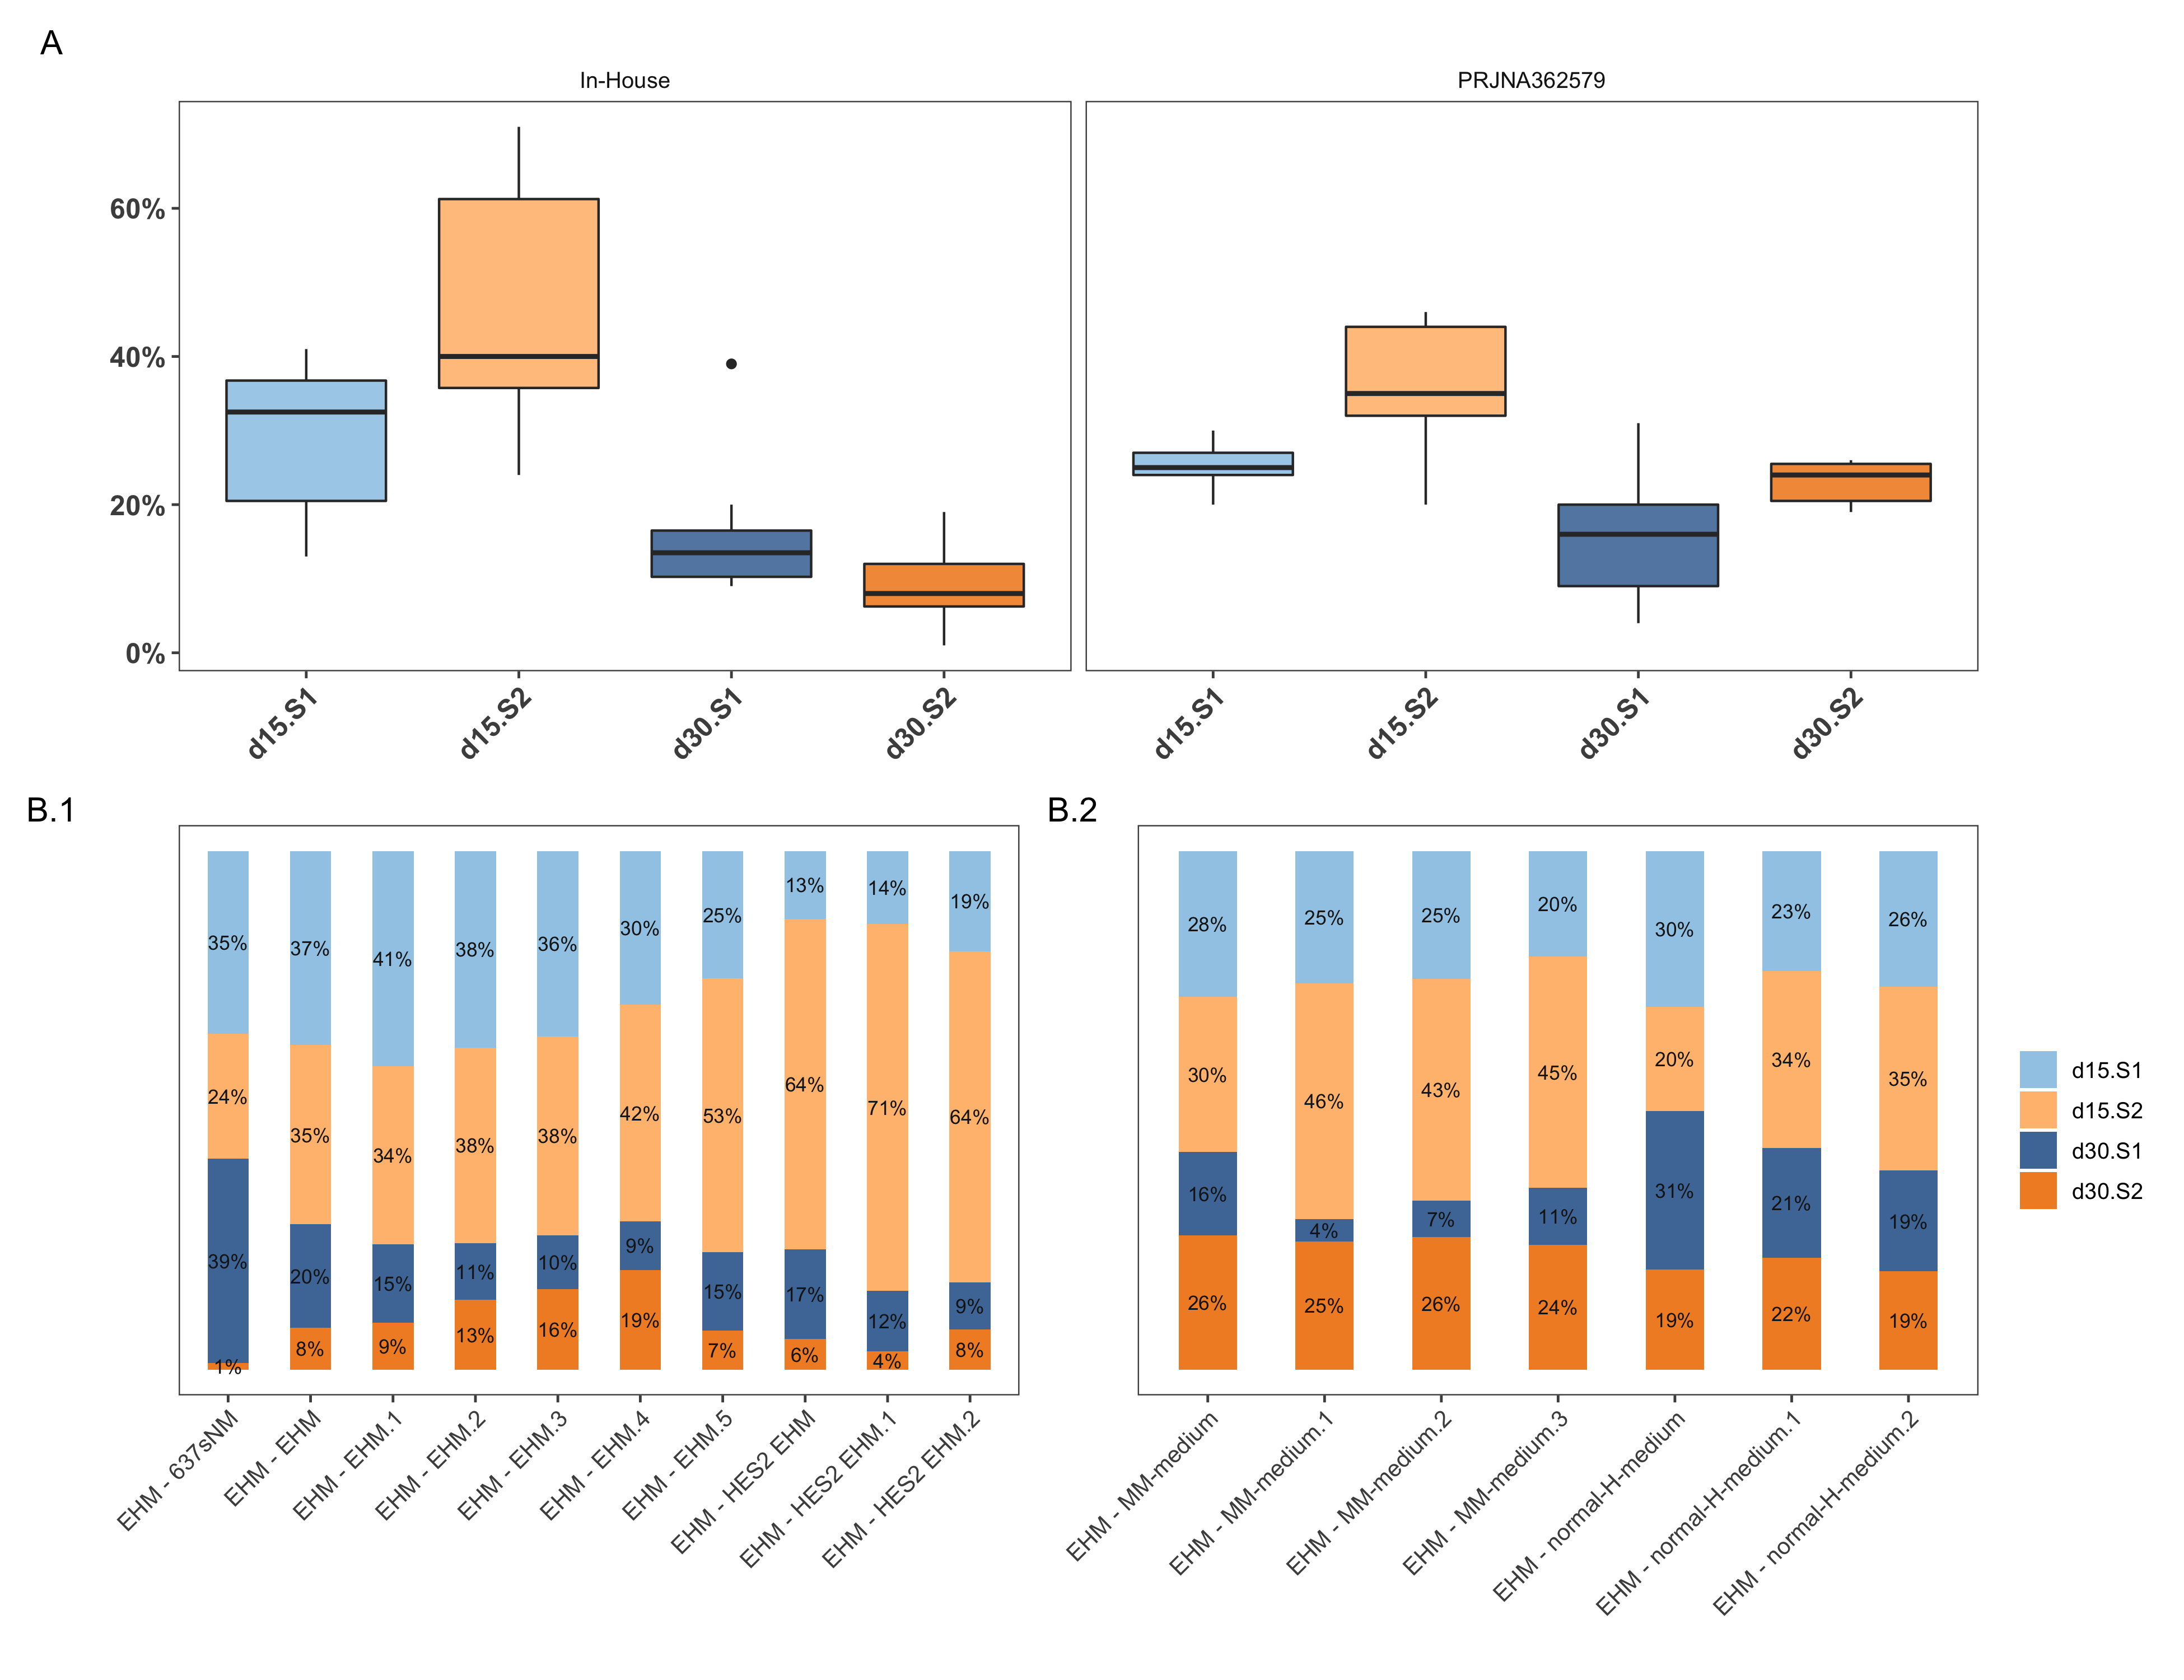 A
In-House
PRJNA362579
60%
40%
20%
0%
d15.S1
d15.S2
d30.S1
d30.S2
d15.S1
d15.S2
d30.S1
d30.S2
B.1
35%
24%
39%
1%
37%
35%
20%
8%
41%
34%
15%
9%
38%
38%
11%
13%
36%
38%
10%
16%
30%
42%
9%
19%
25%
53%
15%
7%
13%
64%
17%
6%
14%
71%
12%
4%
19%
64%
9%
8%
EHM - 637sNM
EHM - EHM
EHM - EHM.1
EHM - EHM.2
EHM - EHM.3
EHM - EHM.4
EHM - EHM.5
EHM - HES2 EHM
EHM - HES2 EHM.1
EHM - HES2 EHM.2
B.2
28%
30%
16%
26%
25%
46%
4%
25%
25%
43%
7%
26%
20%
45%
11%
24%
30%
20%
31%
19%
23%
34%
21%
22%
26%
35%
19%
19%
EHM - MM-medium
EHM - MM-medium.1
EHM - MM-medium.2
EHM - MM-medium.3
EHM - normal-H-medium
EHM - normal-H-medium.1
EHM - normal-H-medium.2
d15.S1
d15.S2
d30.S1
d30.S2